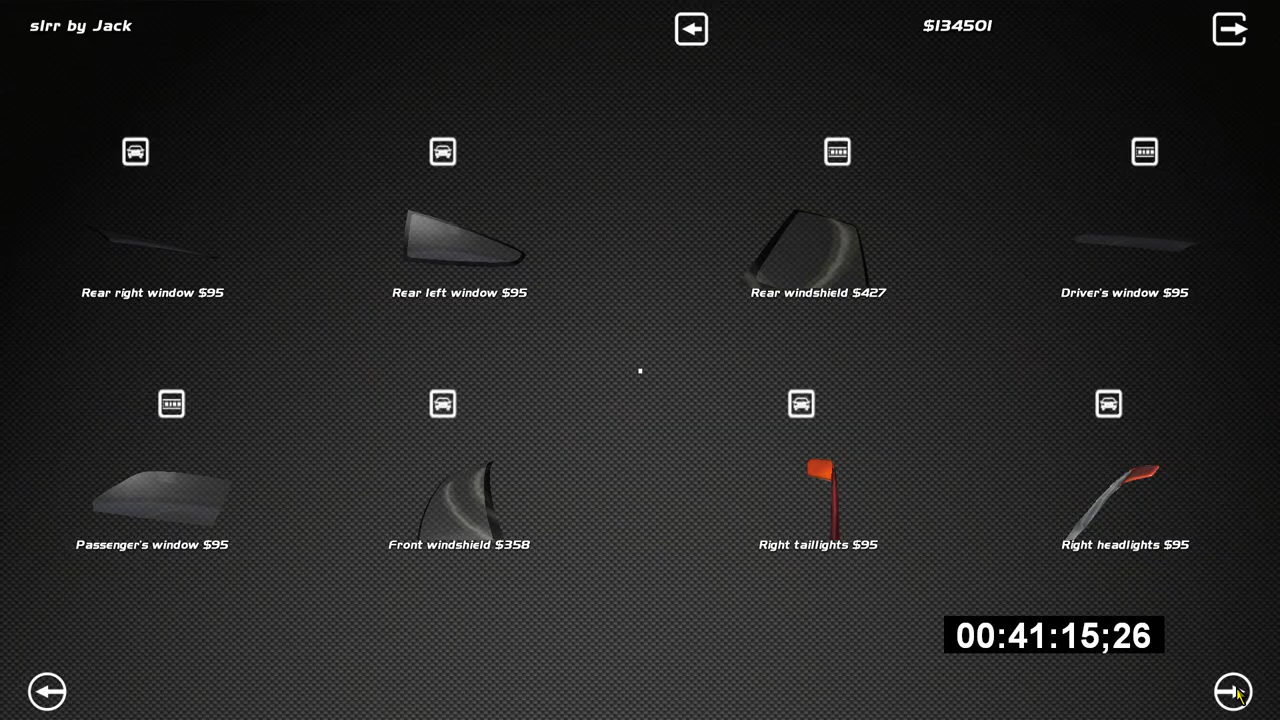 slrr by Jack
$134501
Rear right window $95
Rear left window $95
Rear windshield $427
Driver's window $95
Passenger's window $95
Front windshield $358
Right taillights $95
Right headlights $95
00:41:15;26